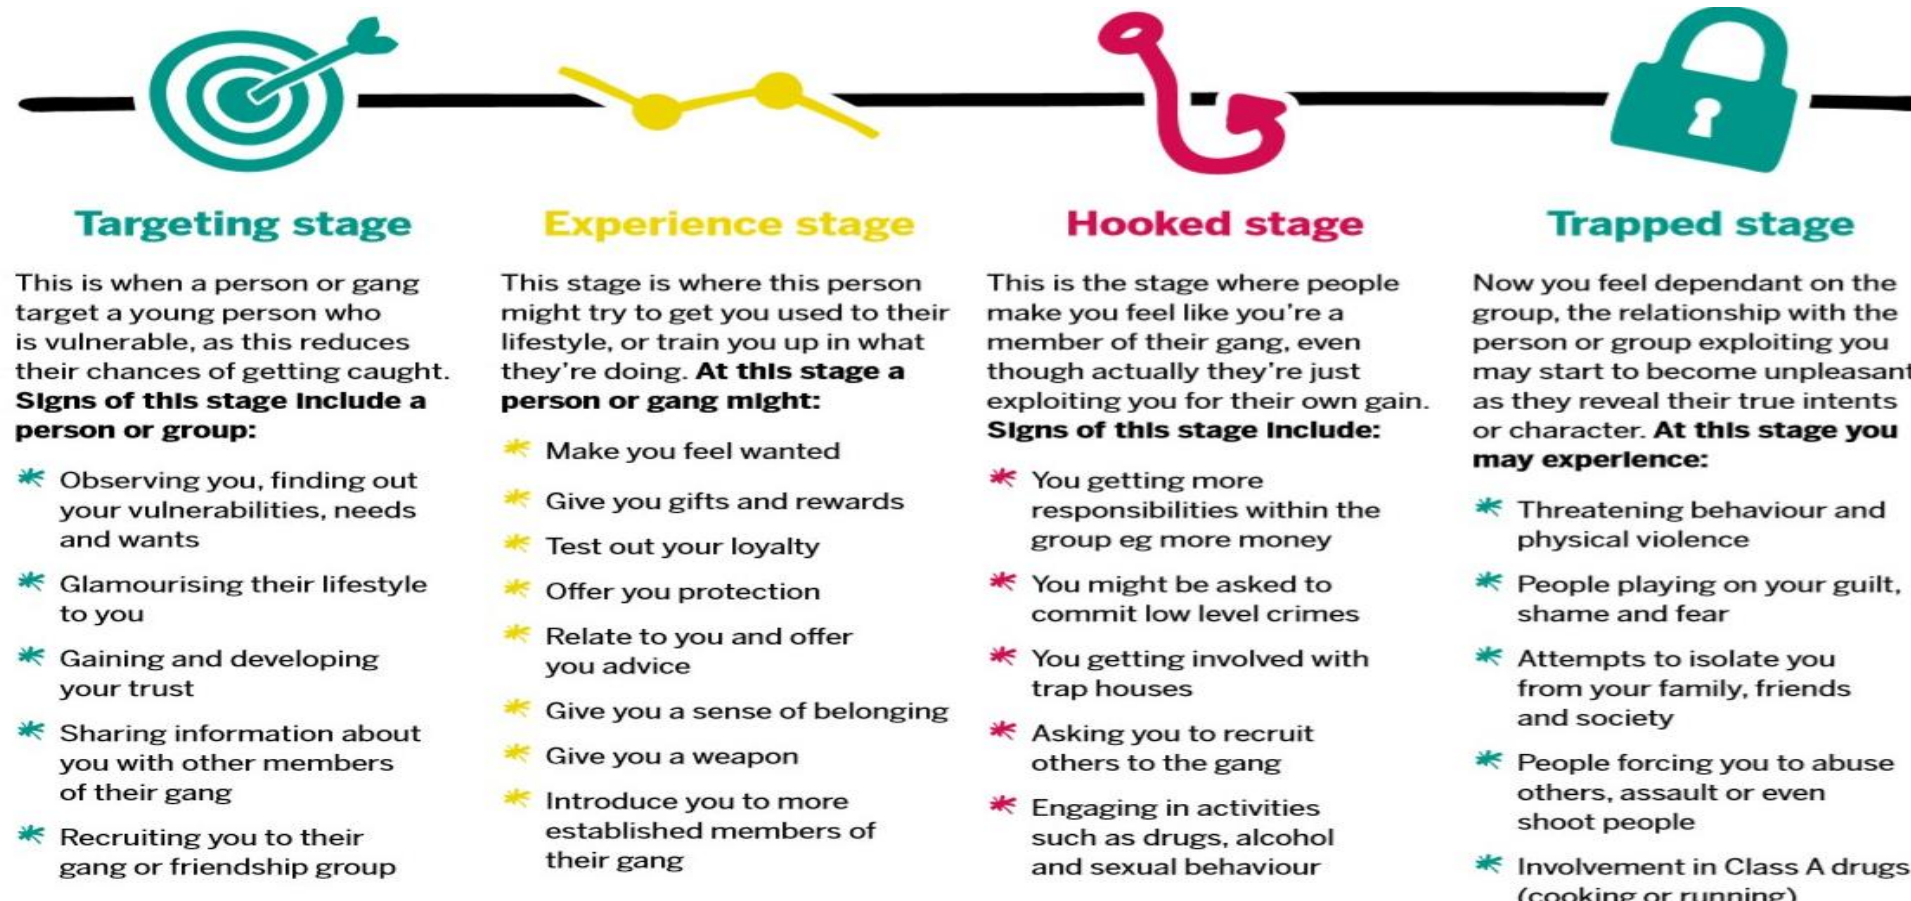 Targeting stage
This is when a person or gang
target a young person who
is vulnerable, as this reduces
their chances of getting caught.
Signs of this stage include a
person or group:
Observing you, finding out
your vulnerabilities, needs
and wants
Glamourising their lifestyle
to you
Gaining and developing
your trust
Sharing information about
you with other members
of their gang
Recruiting you to their
gang or friendship group
Experience stage
This stage is where this person
might try to get you used to their
lifestyle, or train you up in what
they're doing. At this stage a
person or gang might:
Make you feel wanted
Give you gifts and rewards
Test out your loyalty
Offer you protection
Relate to you and offer
you advice
Give you a sense of belonging
Give you a weapon
Introduce you to more
established members of
their gang
Hooked stage
This is the stage where people
make you feel like you're a
member of their gang, even
though actually they're just
exploiting you for their own gain.
Signs of this stage include:
You getting more
responsibilities within the
group eg more money
You might be asked to
commit low level crimes
You getting involved with
trap houses
Asking you to recruit
others to the gang
Engaging in activities
such as drugs, alcohol
and sexual behaviour
Trapped stage
Now you feel dependant on the
group, the relationship with the
person or group exploiting you
may start to become unpleasant
as they reveal their true intents
or character. At this stage you
may experience:
Threatening behaviour and
physical violence
People playing on your guilt,
shame and fear
Attempts to isolate you
from your family, friends
and society
People forcing you to abuse
others, assault or even
shoot people
Involvement in Class A drugs
(cooking or running)